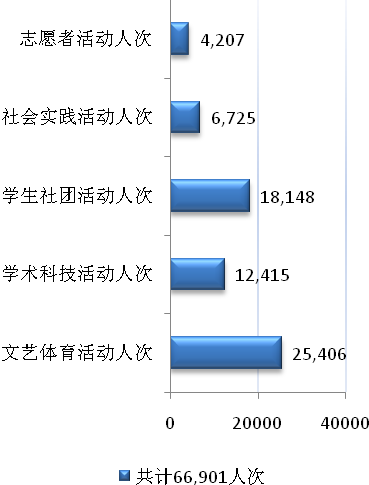 志愿者活动人次 4,207
社会实践活动人次 6,725
学生社团活动人次 18,148
学术科技活动人次 12,415
文艺体育活动人次 25,406
0 20000 40000
共计66,901人次